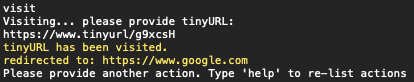 visit
Visiting... please provide tinyURL:
https://www.tinyurl/g9xcsH
tinyURL has been visited.
redirected to: https://www.google.com
Please provide another action. Type 'help' to re-list actions